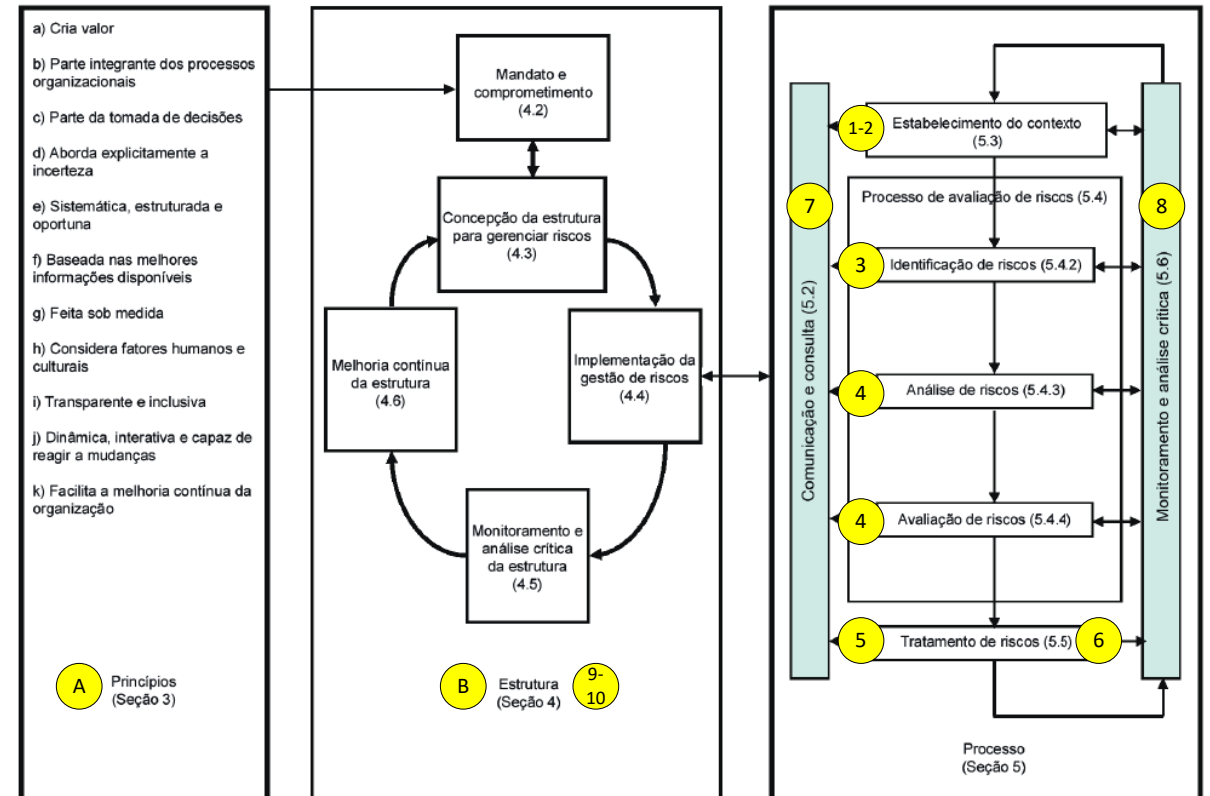 a) Cria valor
b) Parte integrante dos processos
organizacionais
c) Parte da tomada de decisões
d) Aborda explicitamente a
incerteza
e) Sistemática, estruturada e
oportuna
f) Baseada nas melhores
informações disponíveis
g) Feita sob medida
h) Considera fatores humanos e
culturais
i) Transparente e inclusiva
j) Dinâmica, interativa e capaz de
reagir a mudanças
k) Facilita a melhoria contínua da
organização
A
Princípios
(Seção 3)
Mandato e
comprometimento
(4.2)
Concepção da estrutura
para gerenciar riscos
(4.3)
Melhoria contínua
da estrutura
(4.6)
Implementação da
gestão de riscos
(4.4)
Monitoramento e
análise crítica
da estrutura
(4.5)
B
Estrutura
(Seção 4)
9-
10
1-2
Estabelecimento do contexto
(5.3)
Processo de avaliação de riscos (5.4)
7
Comunicação e consulta (5.2)
8
Monitoramento e análise crítica (5.6)
3
Identificação de riscos (5.4.2)
4
Análise de riscos (5.4.3)
4
Avaliação de riscos (5.4.4)
5
Tratamento de riscos (5.5)
6
Processo
(Seção 5)